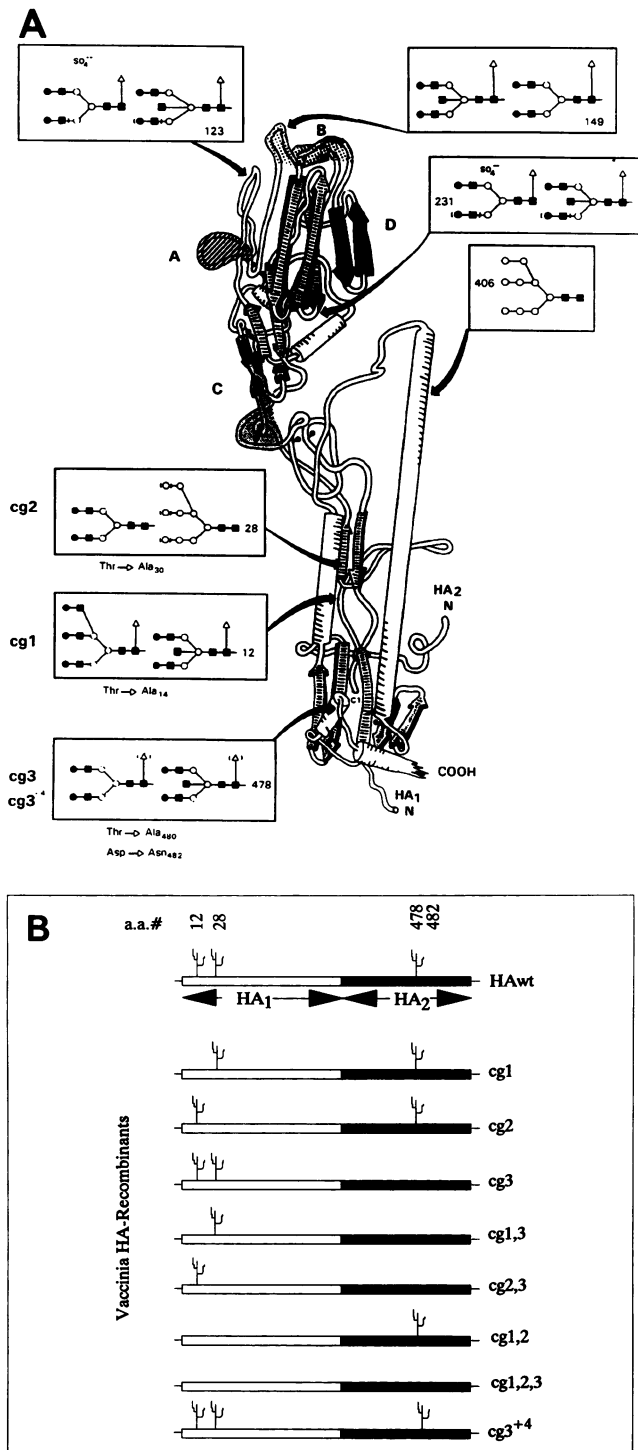 A
SO₄⁻⁻
123
149
B
SO₄⁻⁻
231
D
A
406
C
cg2
28
Thr → Ala₃₀
HA2
N
cg1
12
Thr → Ala₁₄
C1
cg3
cg3⁺⁴
478
COOH
HA₁
N
Thr → Ala₄₈₀
Asp → Asn₄₈₂
B
a.a.# 12 28 478 482
HAwt
HA₁ HA₂
Vaccinia HA-Recombinants
cg1
cg2
cg3
cg1,3
cg2,3
cg1,2
cg1,2,3
cg3⁺⁴